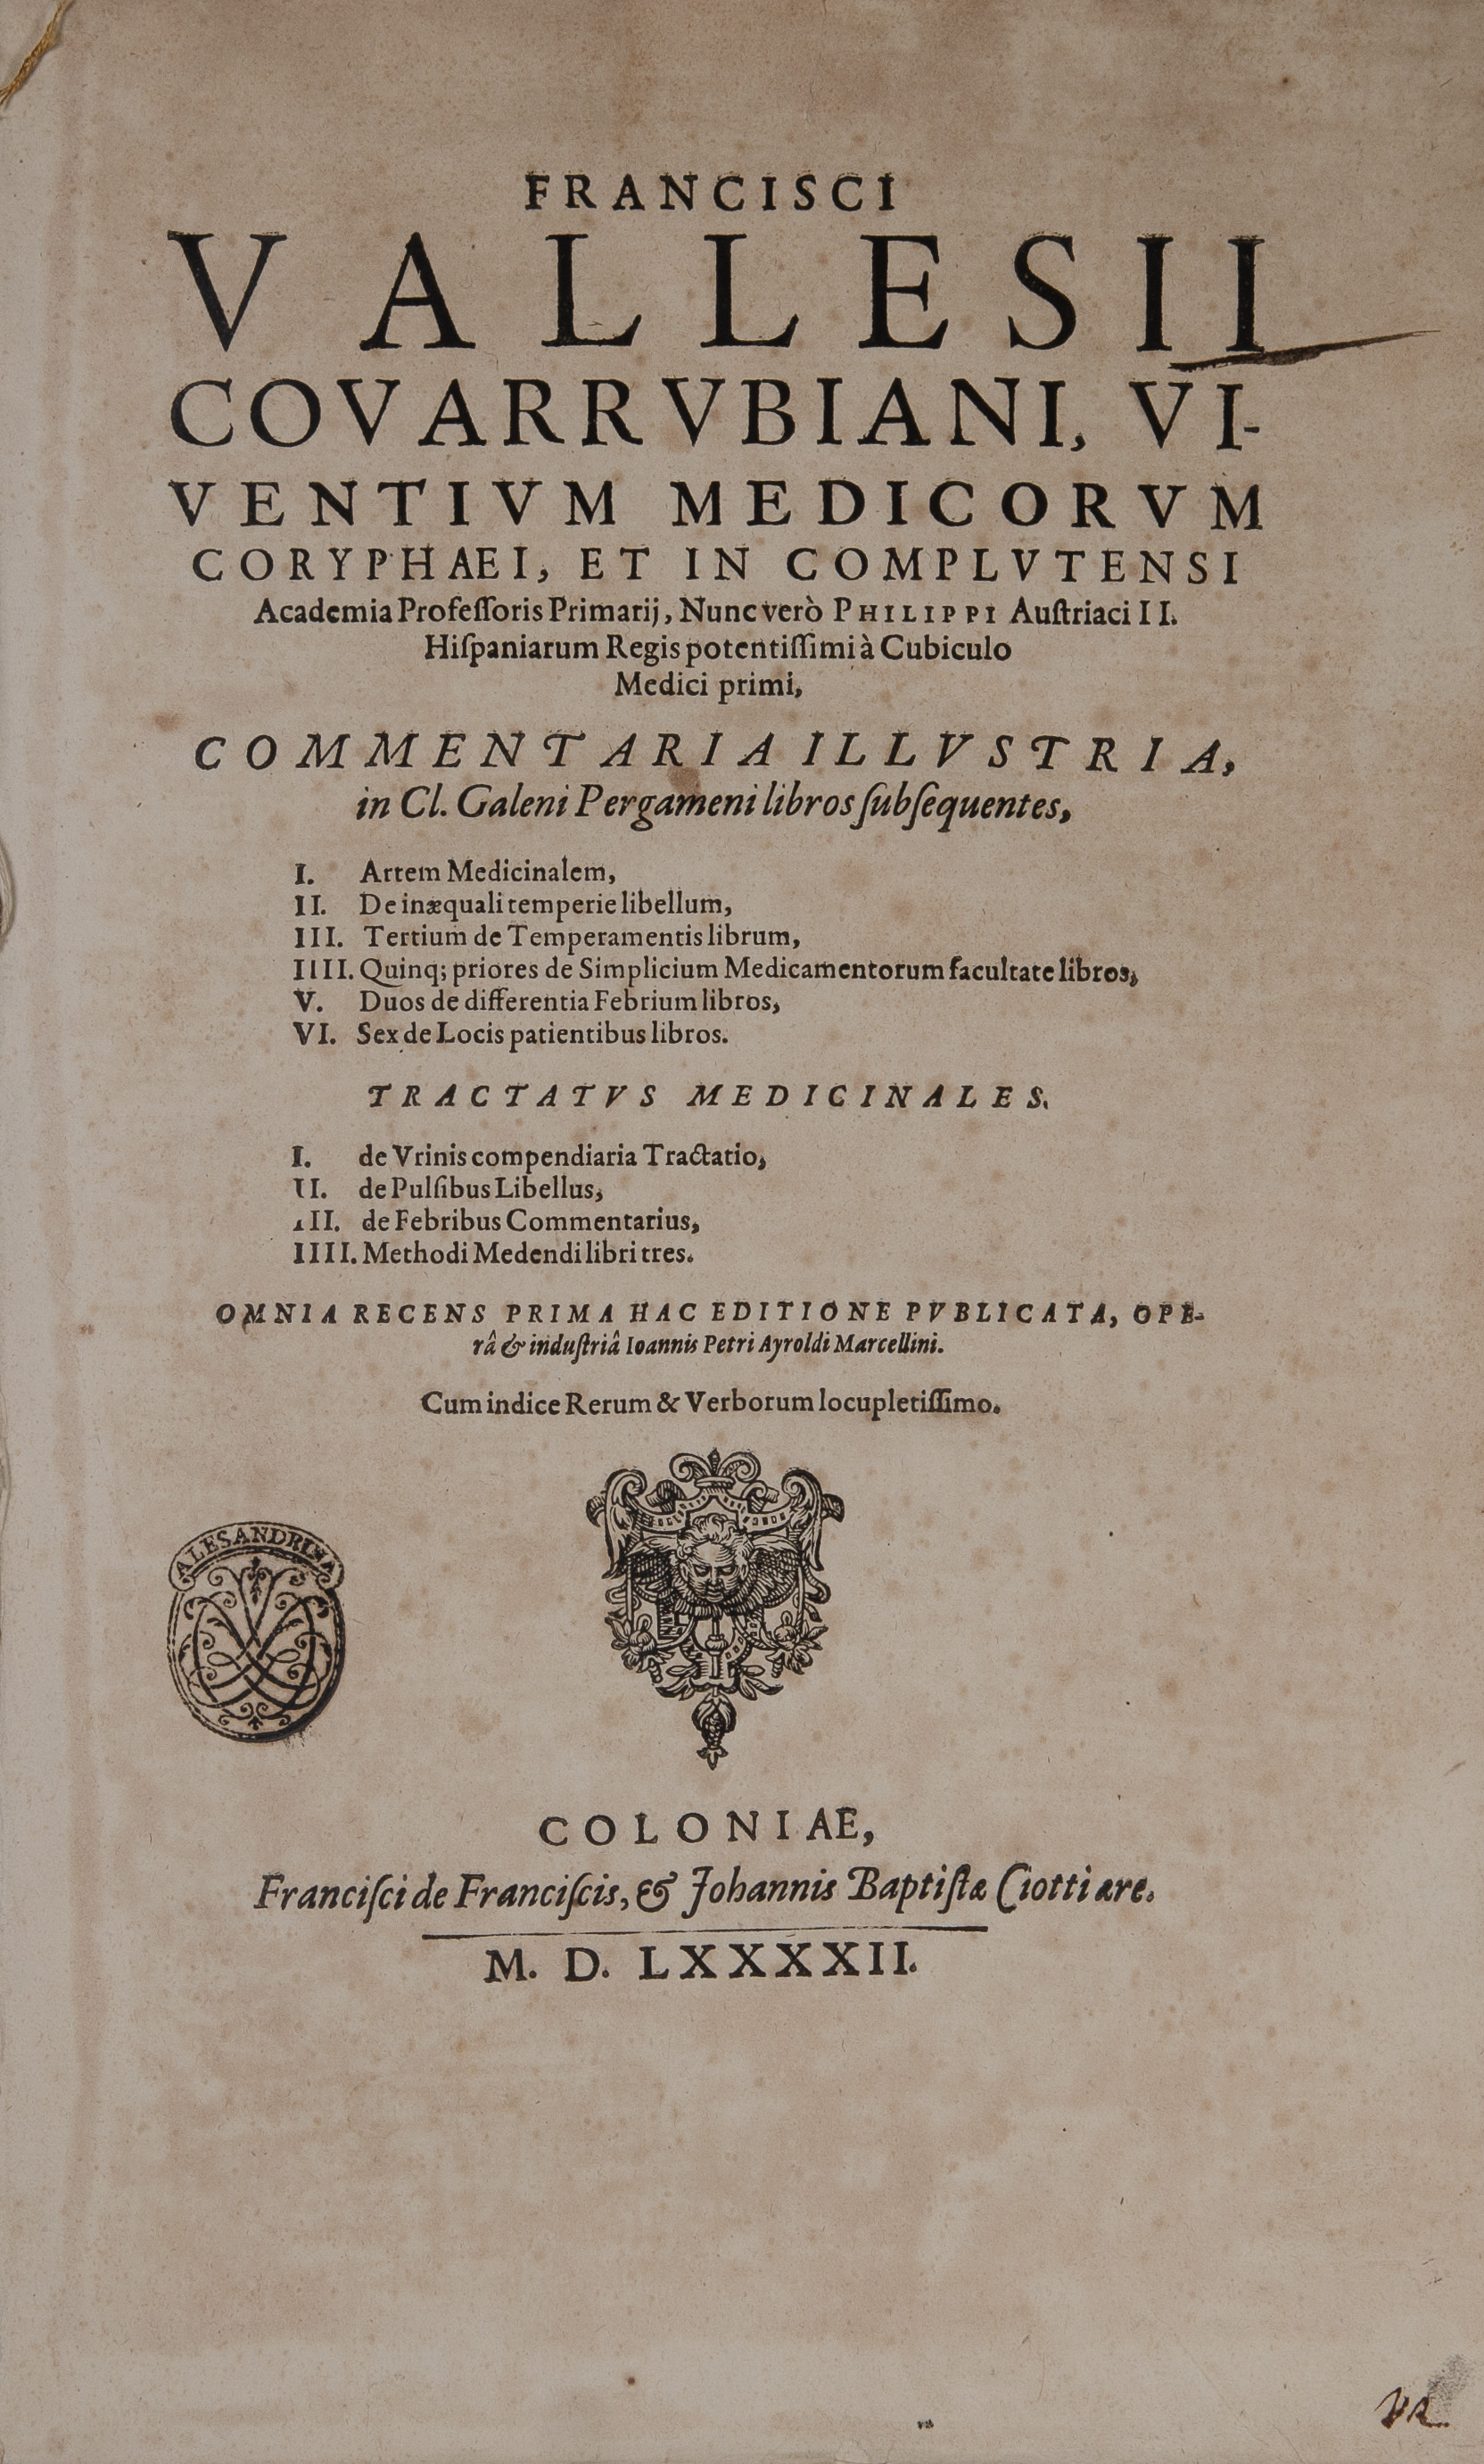 FRANCISCI
VALLESII
COVARRVBIANI, VI-
VENTIVM MEDICORVM
CORYPHAEI, ET IN COMPLVTENSI
Academia Profeſſoris Primarij, Nunc verò PHILIPPI Auſtriaci II.
Hiſpaniarum Regis potentiſſimi à Cubiculo
Medici primi,
COMMENTARIA ILLVSTRIA,
in Cl. Galeni Pergameni libros ſubſequentes,
I. Artem Medicinalem,
II. De inæquali temperie libellum,
III. Tertium de Temperamentis librum,
IIII. Quinq; priores de Simplicium Medicamentorum facultate libros,
V. Duos de differentia Febrium libros,
VI. Sex de Locis patientibus libros.
TRACTATVS MEDICINALES.
I. de Vrinis compendiaria Tractatio,
II. de Pulſibus Libellus,
III. de Febribus Commentarius,
IIII. Methodi Medendi libri tres.
OMNIA RECENS PRIMA HAC EDITIONE PVBLICATA, OPE-
râ & induſtriâ Ioannis Petri Ayroldi Marcellini.
Cum indice Rerum & Verborum locupletiſſimo.
ALESANDRINA
COLONIAE,
Franciſci de Franciſcis, & Johannis Baptiſtæ Ciotti ære.
M. D. LXXXXII.